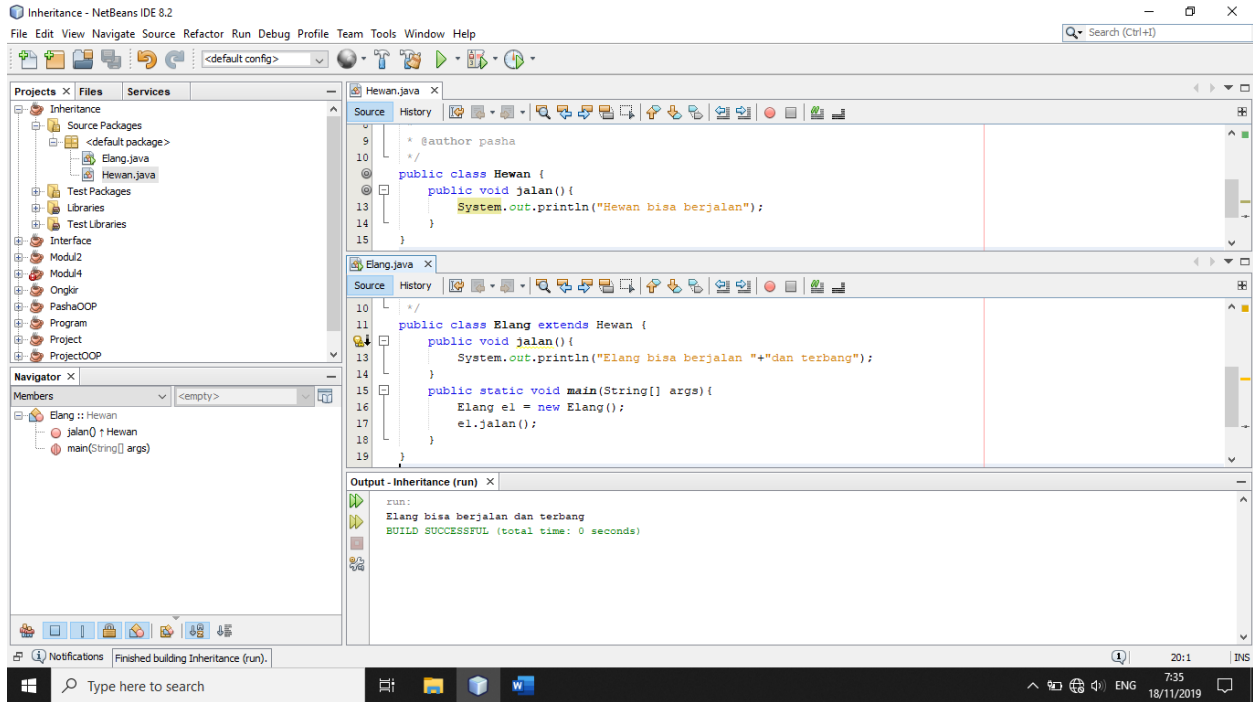 Inheritance - NetBeans IDE 8.2
File Edit View Navigate Source Refactor Run Debug Profile Team Tools Window Help
Search (Ctrl+I)
<default config>
Projects Files Services
Inheritance
Source Packages
<default package>
Elang.java
Hewan.java
Test Packages
Libraries
Test Libraries
Interface
Modul2
Modul4
Ongkir
PashaOOP
Program
Project
ProjectOOP
Navigator
Members
<empty>
Elang :: Hewan
jalan() ↑ Hewan
main(String[] args)
Hewan.java
Source History
9 * @author pasha
10 */
public class Hewan {
public void jalan(){
13 System.out.println("Hewan bisa berjalan");
14 }
15 }
Elang.java
Source History
10 */
11 public class Elang extends Hewan {
public void jalan(){
13 System.out.println("Elang bisa berjalan "+"dan terbang");
14 }
15 public static void main(String[] args){
16 Elang el = new Elang();
17 el.jalan();
18 }
19 }
Output - Inheritance (run)
run:
Elang bisa berjalan dan terbang
BUILD SUCCESSFUL (total time: 0 seconds)
Notifications
Finished building Inheritance (run).
1
20:1
INS
Type here to search
ENG
7:35
18/11/2019